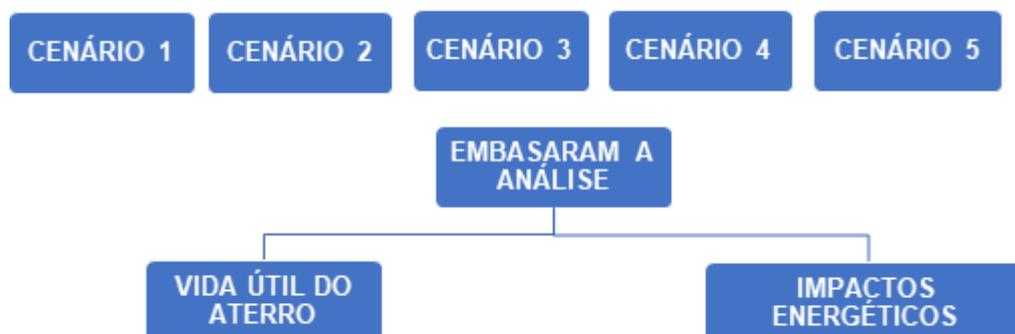 CENÁRIO 1
CENÁRIO 2
CENÁRIO 3
CENÁRIO 4
CENÁRIO 5
EMBASARAM A
ANÁLISE
VIDA ÚTIL DO
ATERRO
IMPACTOS
ENERGÉTICOS